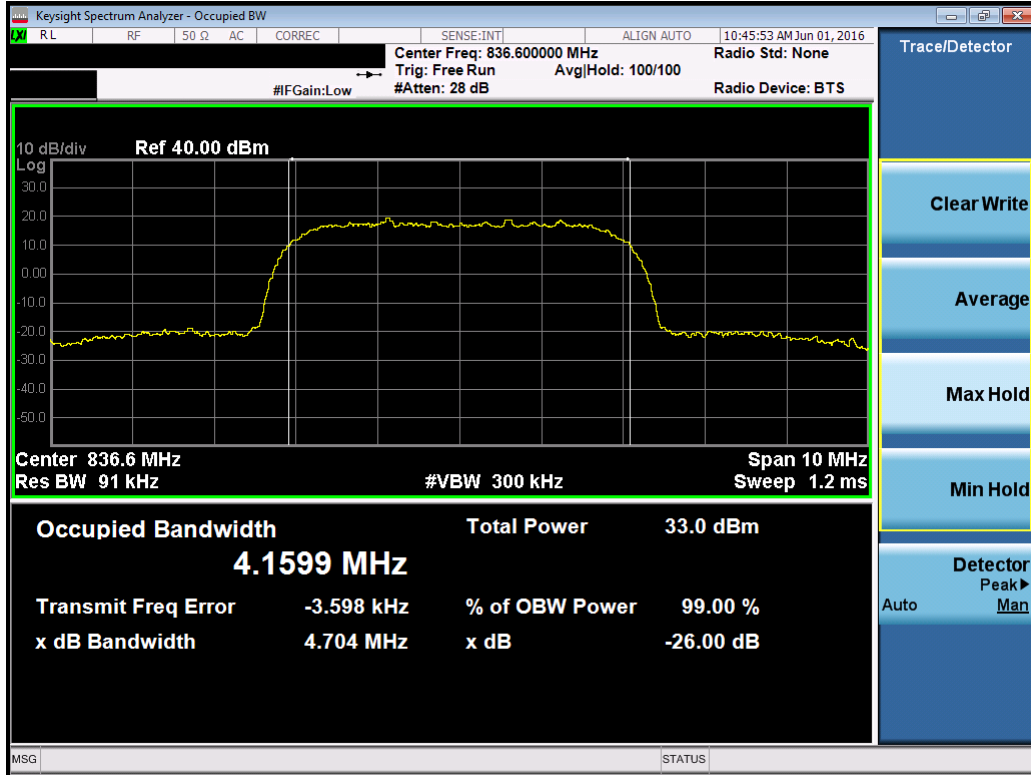 Keysight Spectrum Analyzer - Occupied BW
LXI RL RF 50 Ω AC CORREC SENSE:INT ALIGN AUTO 10:45:53 AM Jun 01, 2016
Center Freq: 836.600000 MHz Radio Std: None
Trig: Free Run Avg|Hold: 100/100
#IFGain:Low #Atten: 28 dB Radio Device: BTS
Trace/Detector
10 dB/div Ref 40.00 dBm
Log
30.0
20.0
10.0
0.00
-10.0
-20.0
-30.0
-40.0
-50.0
Center 836.6 MHz Span 10 MHz
Res BW 91 kHz #VBW 300 kHz Sweep 1.2 ms
Occupied Bandwidth Total Power 33.0 dBm
4.1599 MHz
Transmit Freq Error -3.598 kHz % of OBW Power 99.00 %
x dB Bandwidth 4.704 MHz x dB -26.00 dB
Clear Write
Average
Max Hold
Min Hold
Detector
Peak▶
Auto Man
MSG STATUS